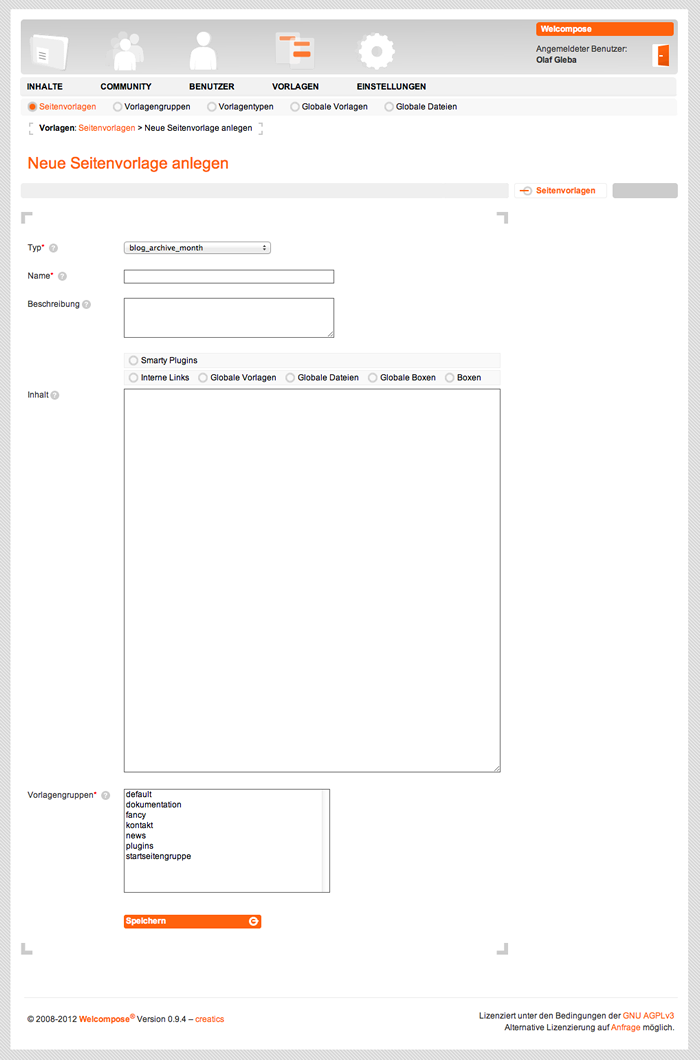 Welcompose
Angemeldeter Benutzer:
Olaf Gleba
INHALTE COMMUNITY BENUTZER VORLAGEN EINSTELLUNGEN
Seitenvorlagen Vorlagengruppen Vorlagentypen Globale Vorlagen Globale Dateien
Vorlagen: Seitenvorlagen > Neue Seitenvorlage anlegen
Neue Seitenvorlage anlegen
Seitenvorlagen
Typ* ? blog_archive_month
Name* ?
Beschreibung ?
Smarty Plugins
Interne Links Globale Vorlagen Globale Dateien Globale Boxen Boxen
Inhalt ?
Vorlagengruppen* ?
default
dokumentation
fancy
kontakt
news
plugins
startseitengruppe
Speichern
© 2008-2012 Welcompose® Version 0.9.4 – creatics
Lizenziert unter den Bedingungen der GNU AGPLv3
Alternative Lizenzierung auf Anfrage möglich.